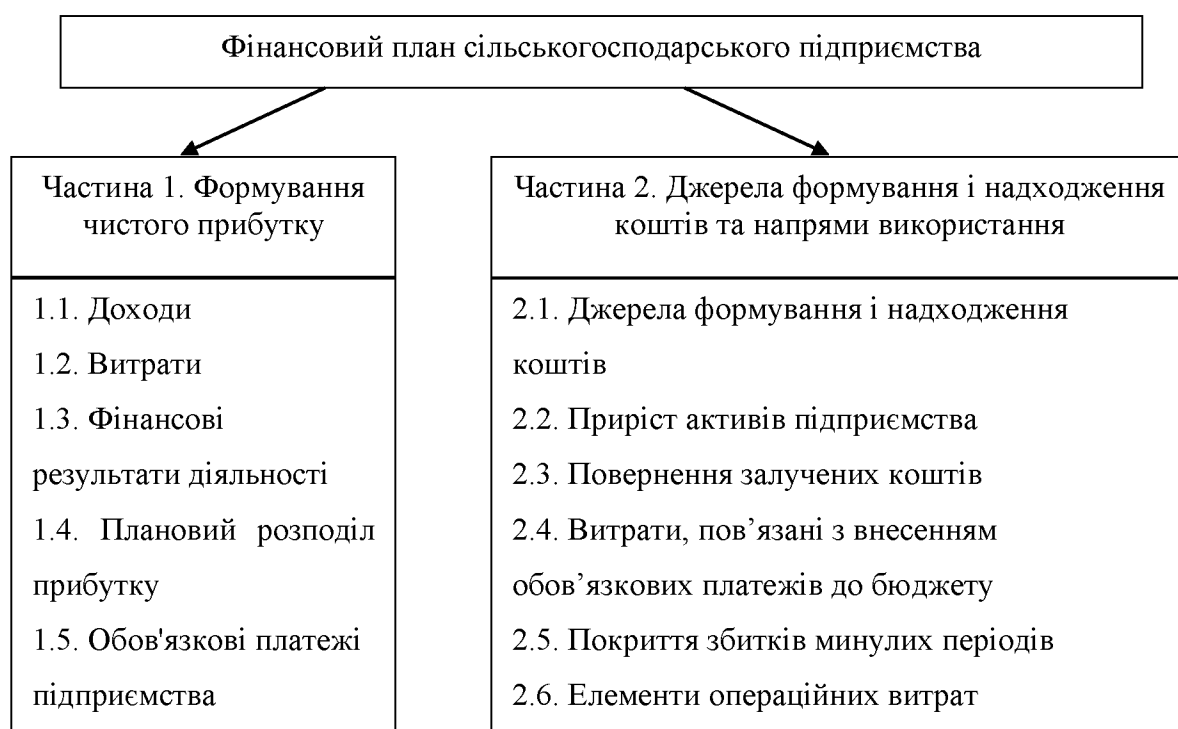 Фінансовий план сільськогосподарського підприємства
Частина 1. Формування
чистого прибутку
1.1. Доходи
1.2. Витрати
1.3. Фінансові
результати діяльності
1.4. Плановий розподіл
прибутку
1.5. Обов'язкові платежі
підприємства
Частина 2. Джерела формування і надходження
коштів та напрями використання
2.1. Джерела формування і надходження
коштів
2.2. Приріст активів підприємства
2.3. Повернення залучених коштів
2.4. Витрати, пов’язані з внесенням
обов’язкових платежів до бюджету
2.5. Покриття збитків минулих періодів
2.6. Елементи операційних витрат